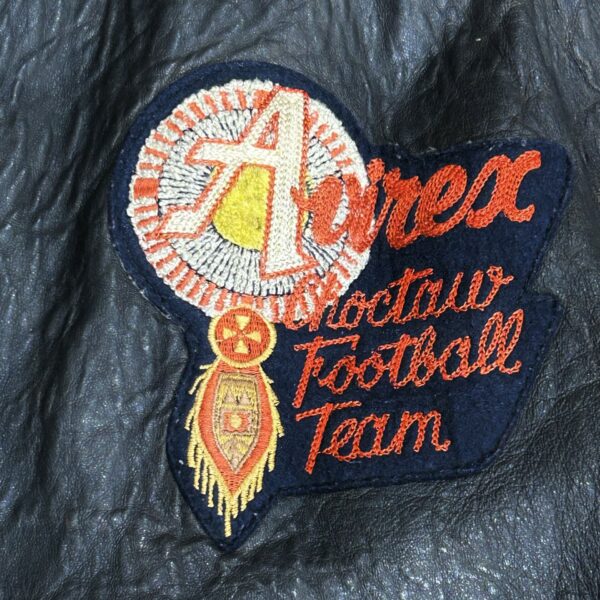 Avirex
Choctaw
Football
Team